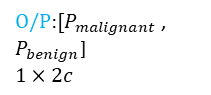 O/P:[P_malignant ,
P_benign]
1 × 2c